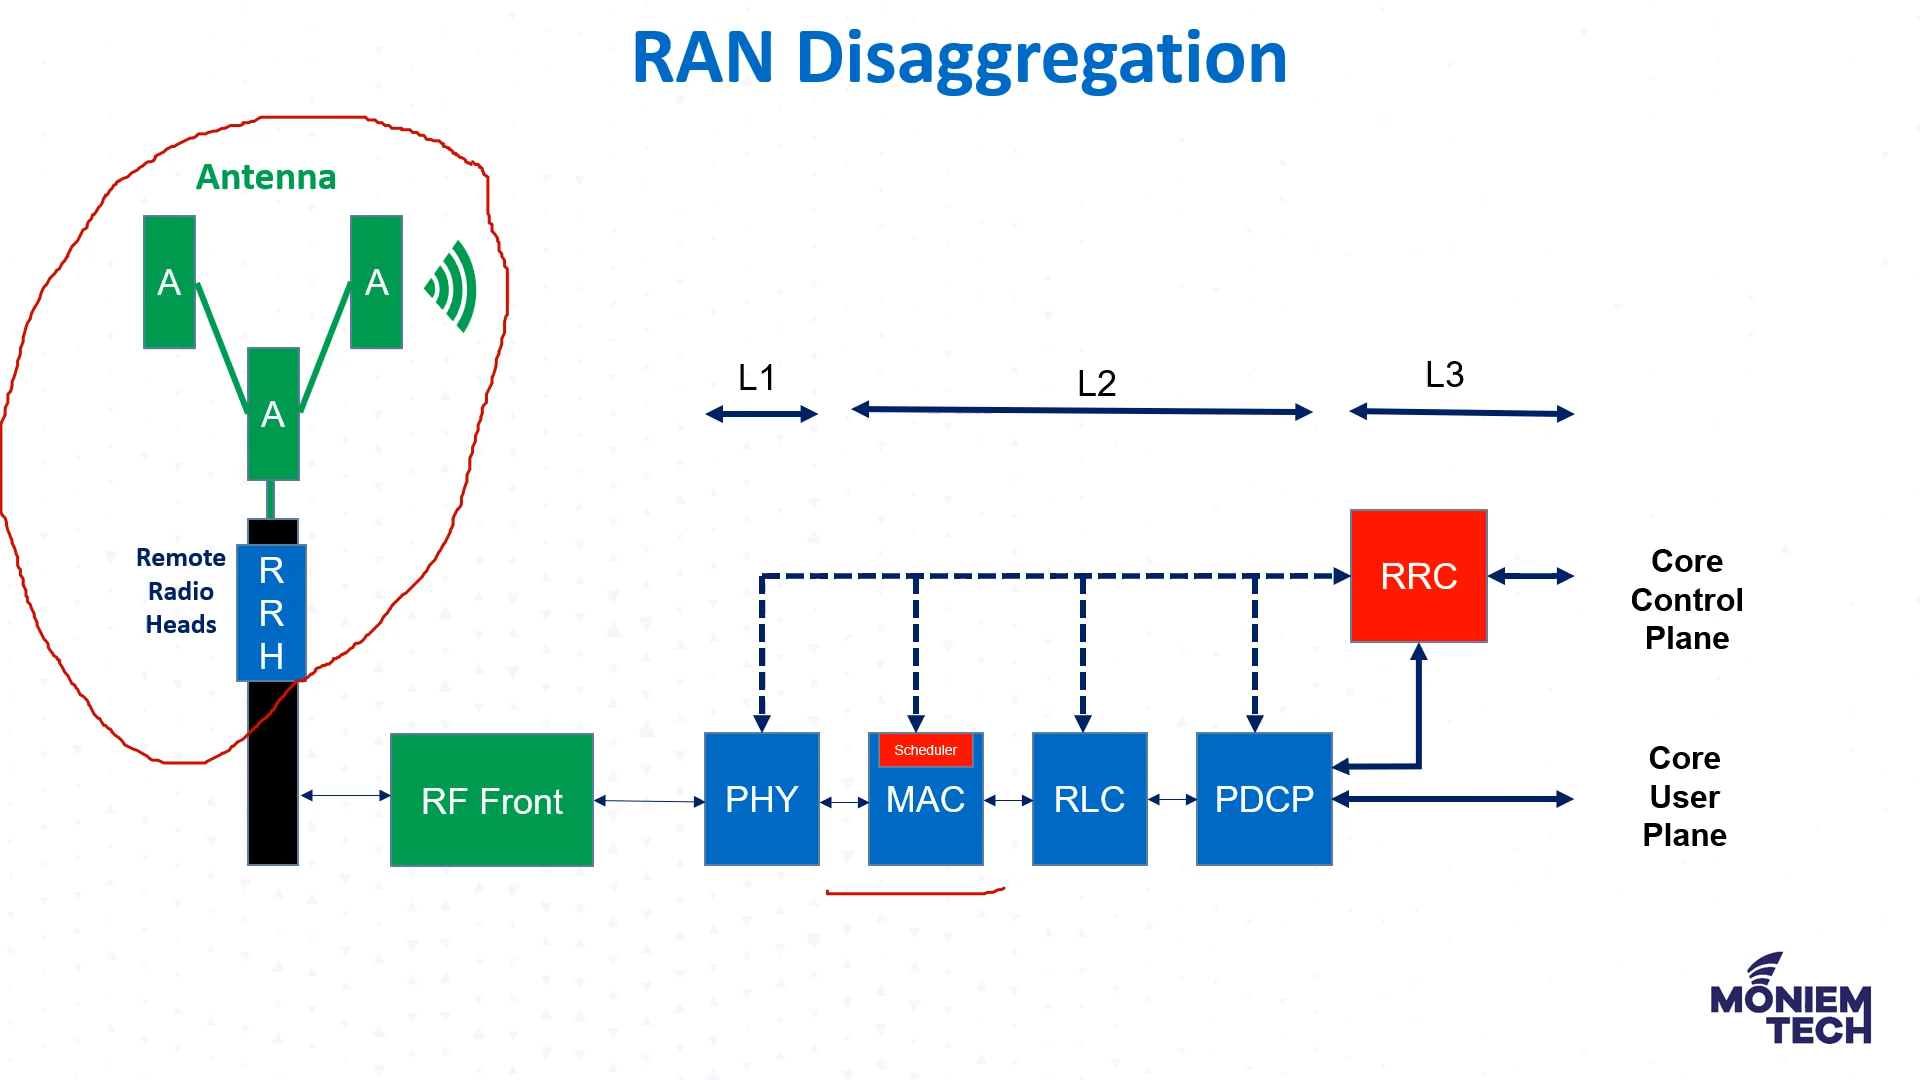 RAN Disaggregation
Antenna
A
A
A
Remote
Radio
Heads
R
R
H
RF Front
L1
L2
L3
PHY
Scheduler
MAC
RLC
PDCP
RRC
Core
Control
Plane
Core
User
Plane
MONIEM
TECH